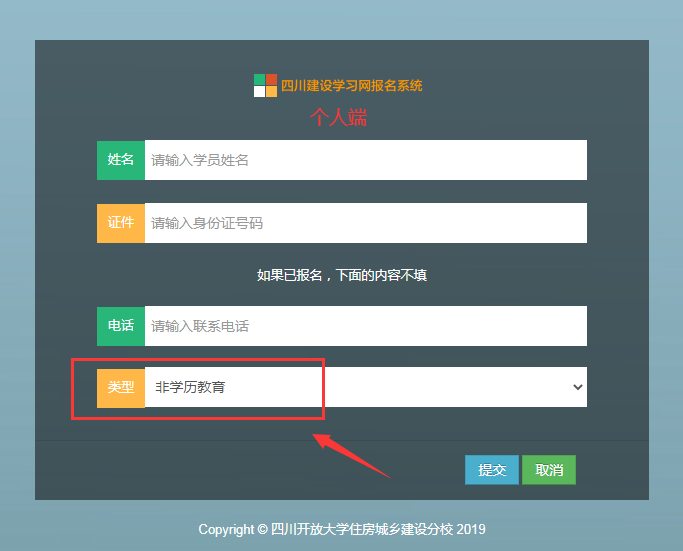 四川建设学习网报名系统
个人端
姓名 请输入学员姓名
证件 请输入身份证号码
如果已报名，下面的内容不填
电话 请输入联系电话
类型 非学历教育
提交 取消
Copyright © 四川开放大学住房城乡建设分校 2019